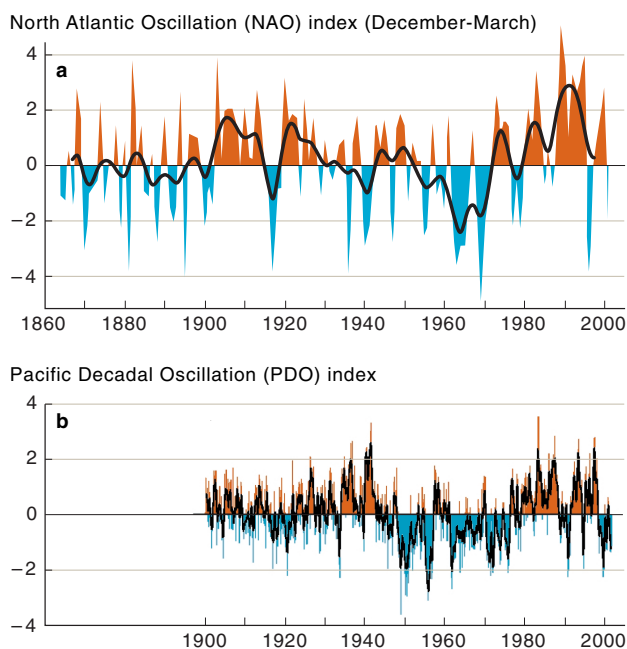 North Atlantic Oscillation (NAO) index (December-March)
4
a
2
0
−2
−4
1860 1880 1900 1920 1940 1960 1980 2000
Pacific Decadal Oscillation (PDO) index
4
b
2
0
−2
−4
1900 1920 1940 1960 1980 2000